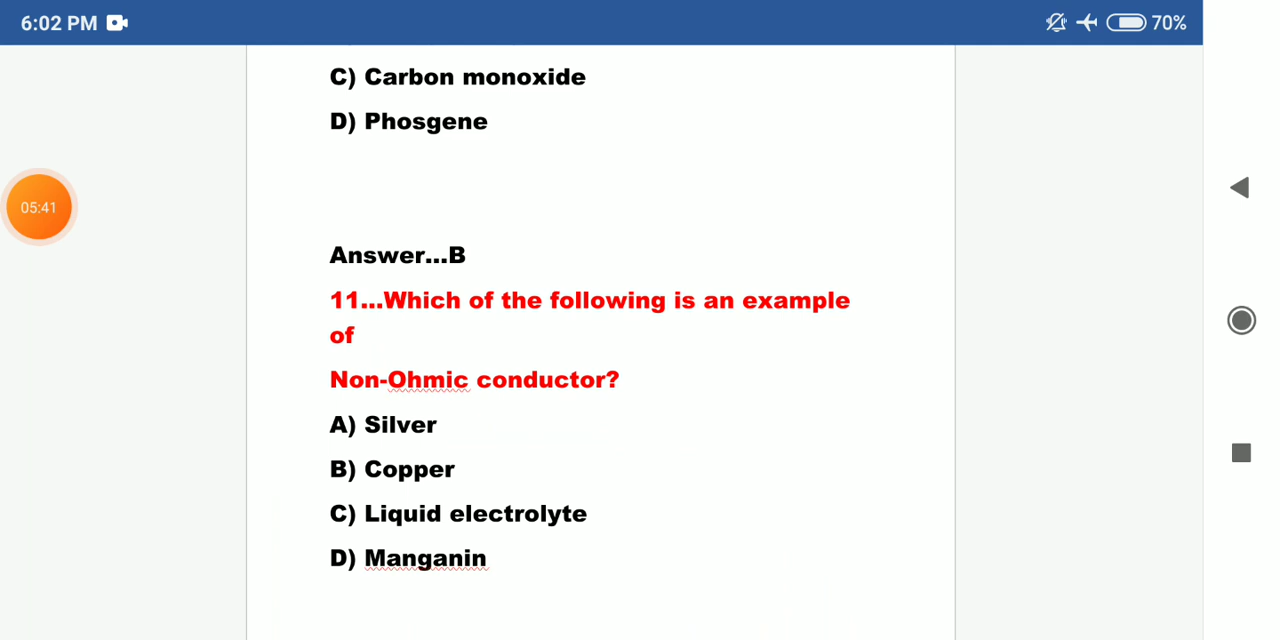 6:02 PM
70%
C) Carbon monoxide
D) Phosgene
05:41
Answer...B
11...Which of the following is an example
of
Non-Ohmic conductor?
A) Silver
B) Copper
C) Liquid electrolyte
D) Manganin